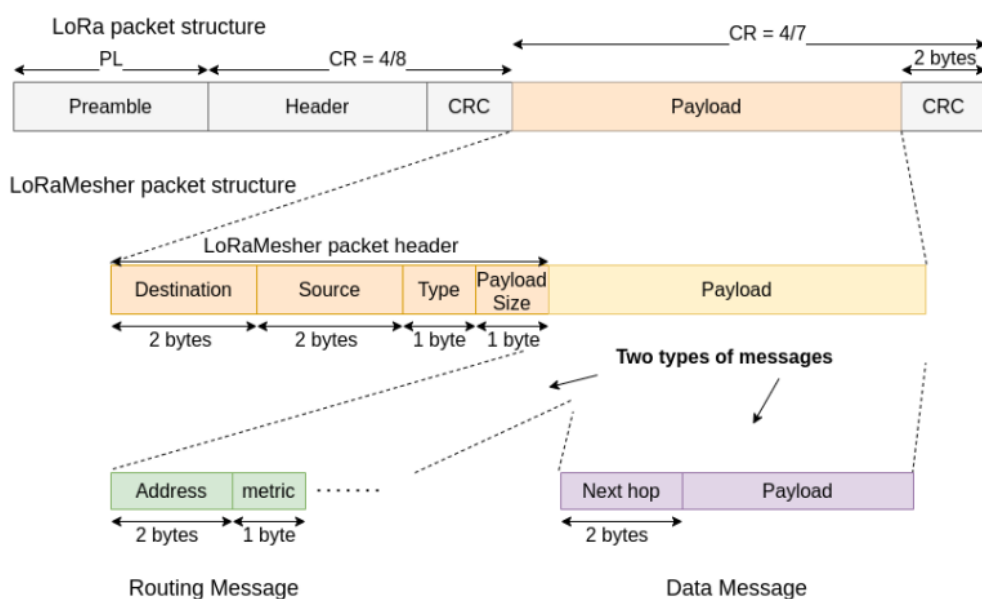 LoRa packet structure
PL
CR = 4/8
CR = 4/7
2 bytes
Preamble
Header
CRC
Payload
CRC
LoRaMesher packet structure
LoRaMesher packet header
Destination
Source
Type
Payload
Size
Payload
2 bytes
2 bytes
1 byte
1 byte
Two types of messages
Address
metric
.......
Next hop
Payload
2 bytes
1 byte
2 bytes
Routing Message
Data Message